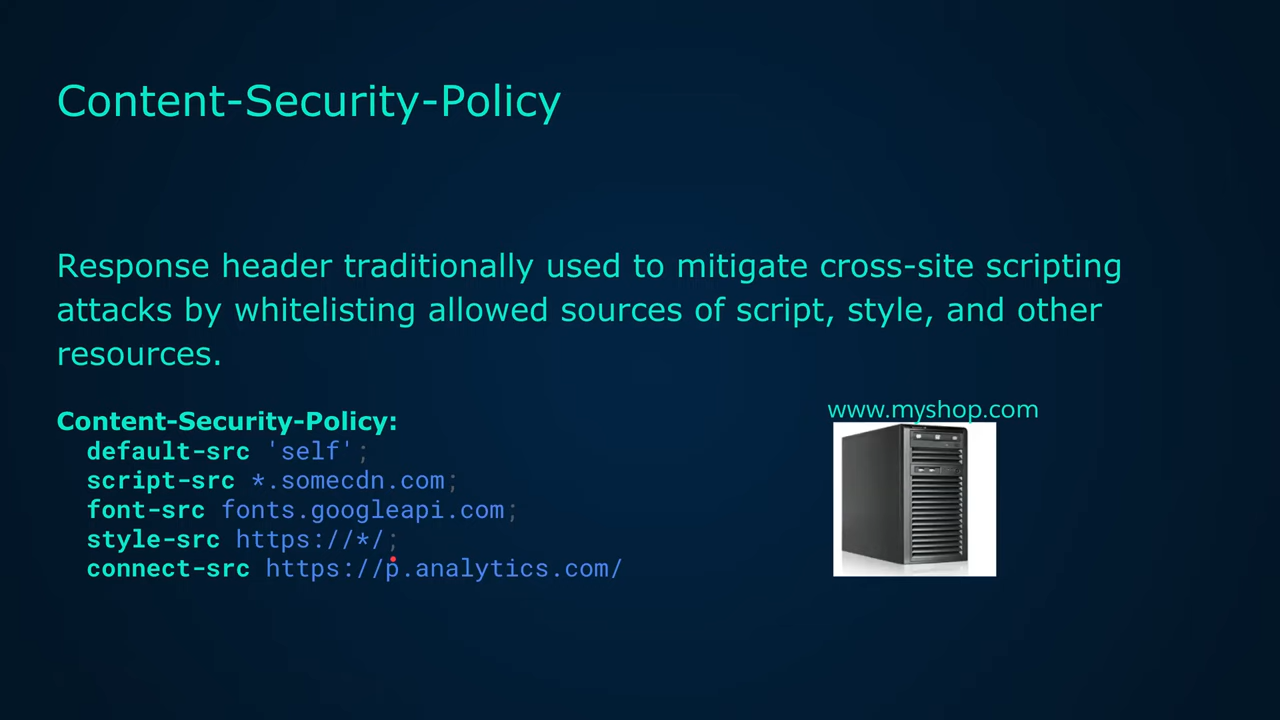 Content-Security-Policy
Response header traditionally used to mitigate cross-site scripting
attacks by whitelisting allowed sources of script, style, and other
resources.
Content-Security-Policy:
default-src 'self';
script-src *.somecdn.com;
font-src fonts.googleapi.com;
style-src https://*/;
connect-src https://p.analytics.com/
www.myshop.com